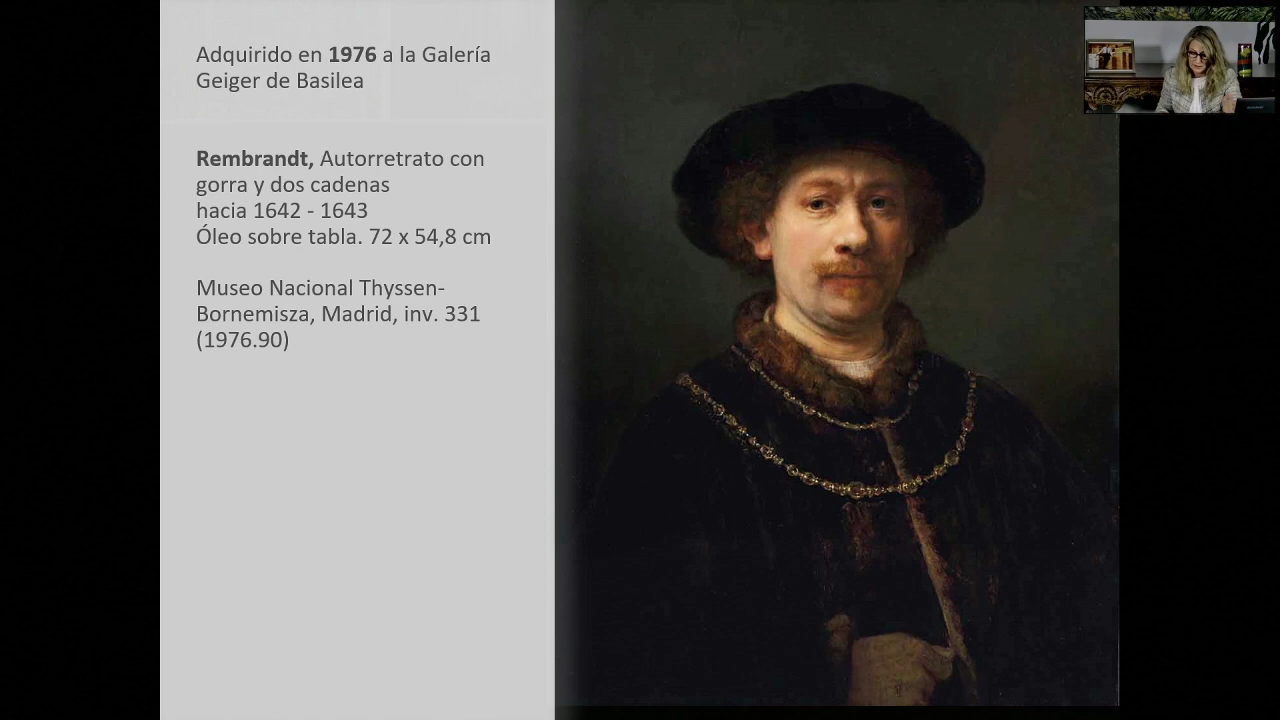 Adquirido en 1976 a la Galería
Geiger de Basilea
Rembrandt, Autorretrato con
gorra y dos cadenas
hacia 1642 - 1643
Óleo sobre tabla. 72 x 54,8 cm
Museo Nacional Thyssen-
Bornemisza, Madrid, inv. 331
(1976.90)